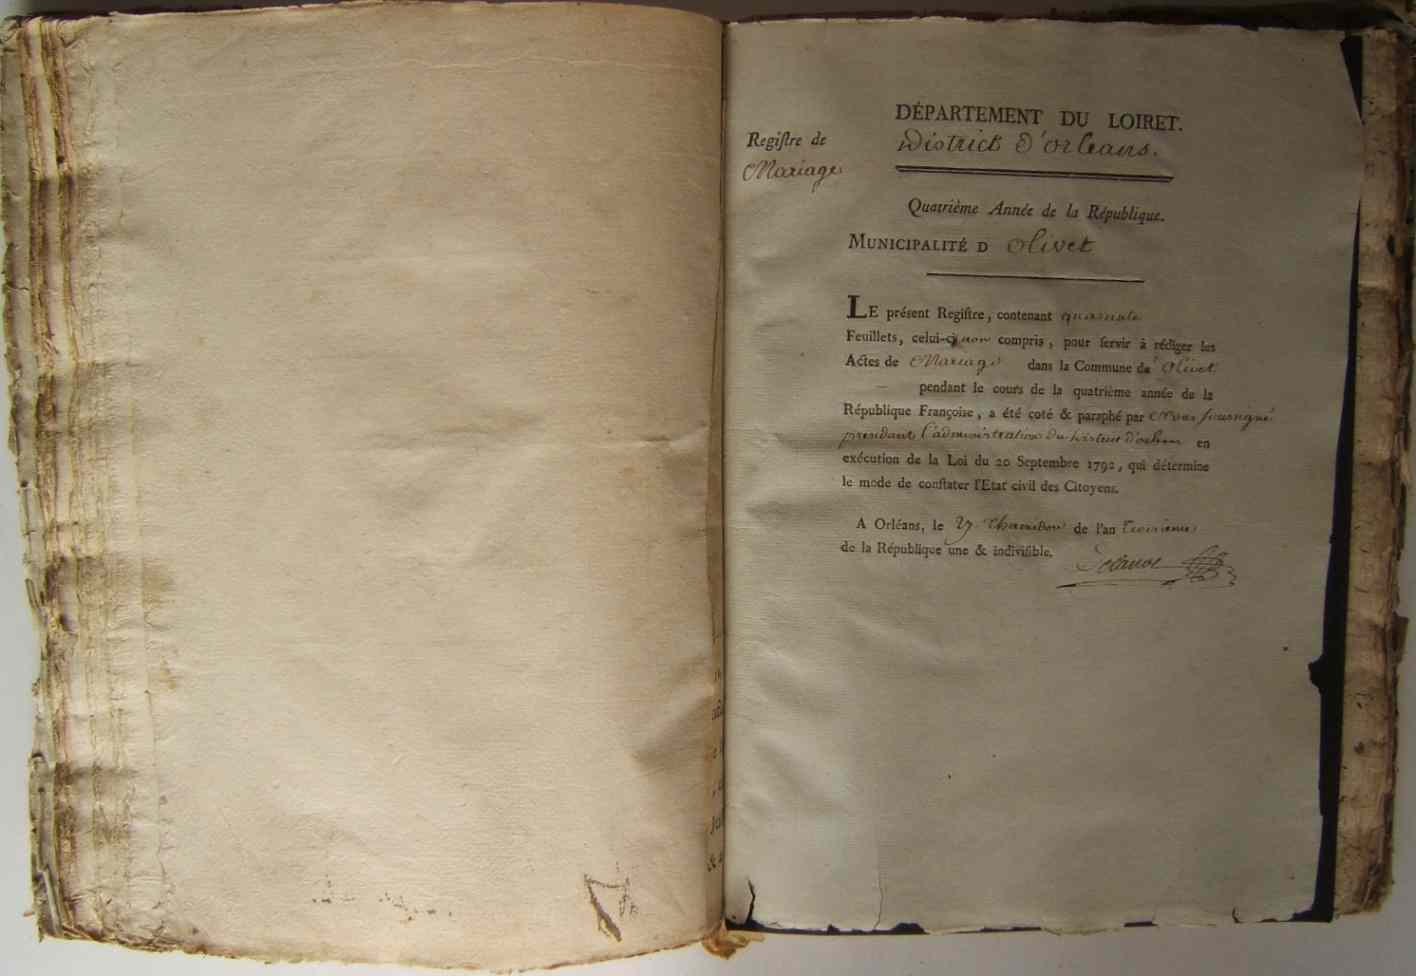 DÉPARTEMENT DU LOIRET.
District d'orleans.
Regiſtre de
Mariage
Quatrième Année de la République.
MUNICIPALITÉ D olivet
LE présent Regiſtre, contenant quarante
Feuillets, celui-ci non compris, pour ſervir à rédiger les
Actes de Mariage dans la Commune d' olivet
pendant le cours de la quatrième année de la
République Françoise, a été coté & paraphé par nous soussigné
président l'administration du district d'orleans en
exécution de la Loi du 20 Septembre 1792, qui détermine
le mode de conſtater l'Etat civil des Citoyens.
A Orléans, le 27 thermidor de l'an troisieme
de la République une & indiviſible.